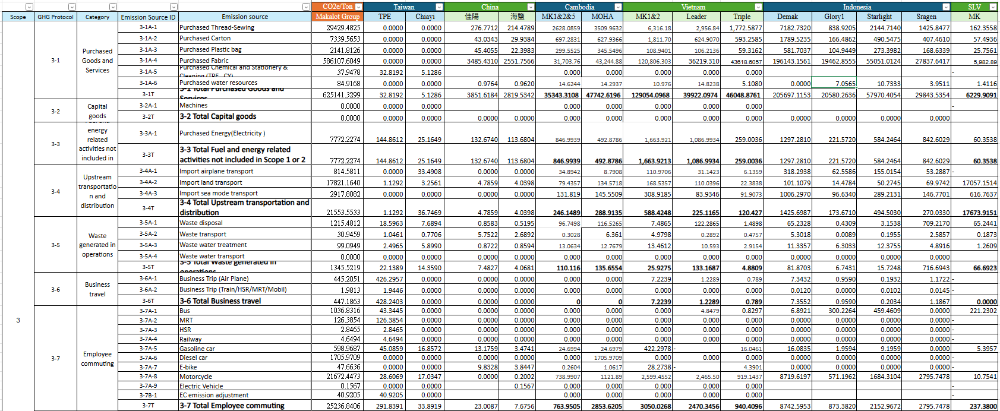 CO2e/Ton Taiwan China Cambodia Vietnam Indonesia SLV
Scope GHG Protocol Category Emission Source ID Emission source Makalot Group TPE Chiayi 佳陽 海鹽 MK1&2&5 MOHA MK1&2 Leader Triple Demak Glory1 Starlight Sragen MK
3-1A-1 Purchased Thread-Sewing 29429.4825 0.0000 0.0000 276.7712 214.4789 2628.0859 3509.9632 6,316.18 2,956.84 1,772.5877 7182.7320 838.9205 2144.7140 1425.8477 162.3558
3-1A-2 Purchased Carton 7339.5653 0.0000 0.0000 43.0343 29.9384 697.2831 627.9366 1,811.70 624.9070 593.2585 1789.5235 166.4862 490.5475 407.4610 57.4936
3-1A-3 Purchased Plastic bag 2141.8126 0.0000 0.0000 45.4055 22.3983 299.5525 345.5496 108.9401 106.2136 59.3162 581.7037 104.9449 273.3982 168.6339 25.7561
3-1 Purchased Goods and Services 3-1A-4 Purchased Fabric 586107.6049 0.0000 0.0000 3485.4310 2551.7566 31,703.76 43,244.88 120,806.303 36219.310 43618.6057 196143.1561 19462.8555 55051.0124 27837.6417 5,982.89
3-1A-5 Purchased Chemical and Stationery & Cleaning (TPE、CY) 37.9478 32.8192 5.1286 0.000 0.000 0.000 0.000 0.000 -
3-1A-6 Purchased water resources 84.9168 0.0000 0.0000 0.9764 0.9620 14.6244 14.2937 10.976 14.8238 5.1080 0.0000 7.0565 10.7333 3.9511 1.4116
3-1T 3-1 Total Purchased Goods and Services 625141.3299 32.8192 5.1286 3851.6184 2819.5342 35343.3108 47742.6196 129054.0968 39922.0974 46048.8761 205697.1153 20580.2636 57970.4054 29843.5354 6229.9091
3-2 Capital goods 3-2A-1 Machines 0.0000 0.0000 0.0000 0.000 0.000 0.000 0.000 0.000 -
3-2T 3-2 Total Capital goods 0.0000 0.0000 0.0000 0.0000 0.0000 0.000 0.000 0.000 0.000 0.000 0.0000 0.0000 0.0000 0.0000
3-3 energy related activities not included in 3-3A-1 Purchased Energy(Electricity ) 7772.2274 144.8612 25.1649 132.6740 113.6804 846.9939 492.8786 1,663.921 1,086.9934 259.0036 1297.2810 221.5720 584.2464 842.6029 60.3538
3-3T 3-3 Total Fuel and energy related activities not included in Scope 1 or 2 7772.2274 144.8612 25.1649 132.6740 113.6804 846.9939 492.8786 1,663.9213 1,086.9934 259.0036 1297.2810 221.5720 584.2464 842.6029 60.3538
3-4A-1 Import airplane transport 814.5811 0.0000 33.4908 0.0000 0.0000 34.8942 8.7908 110.9706 31.1423 6.1359 318.2938 62.5586 155.0154 53.2887 -
3-4 Upstream transportatio n and distribution 3-4A-2 Import land transport 17821.1640 1.1292 3.2561 4.7859 4.0398 79.4357 134.5718 168.5357 110.0396 22.3838 101.1079 14.4784 50.2745 69.9742 17057.1514
3-4A-3 Import sea mode transport 2917.8082 0.0000 0.0000 0.0000 0.0000 131.819 145.5509 308.9185 83.9346 91.9073 1006.2970 96.6340 289.2131 146.7701 616.7637
3-4T 3-4 Total Upstream transportation and distribution 21553.5533 1.1292 36.7469 4.7859 4.0398 246.1489 288.9135 588.4248 225.1165 120.427 1425.6987 173.6710 494.5030 270.0330 17673.9151
3-5A-1 Waste disposal 1215.4812 18.5963 7.6894 0.8583 0.5195 96.7498 116.5265 7.4865 122.2865 1.4898 65.2328 0.4309 3.1538 709.2170 65.2441
3-5A-2 Waste transport 30.9459 1.0461 0.7706 5.7522 2.6892 0.3028 6.361 4.9798 0.2892 0.4757 5.3018 0.0089 0.1955 2.5857 0.1873
3-5 Waste generated in operations 3-5A-3 Waste water treatment 99.0949 2.4965 5.8990 0.8722 0.8594 13.0634 12.7679 13.4612 10.593 2.9154 11.3357 6.3033 12.3755 4.8916 1.2609
3-5A-4 Waste water transport 0.0000 0.0000 0.0000 0.0000 0.0000 0.000 0.000 0.000 0.000 0.000 0.0000 0.0000 0.0000 0.0000
3-5T 3-5 Total Waste generated in operations 1345.5219 22.1389 14.3590 7.4827 4.0681 110.116 135.6554 25.9275 133.1687 4.8809 81.8703 6.7431 15.7248 716.6943 66.6923
3-6A-1 Business Trip (Air Plane) 445.2051 426.2957 0.0000 0.0000 0.0000 0.000 0.000 7.2239 1.2289 0.789 7.3432 0.9590 0.1932 1.1722 -
3-6 Business travel 3-6A-2 Business Trip (Train/HSR/MRT/Mobil) 1.9813 1.9446 0.0000 0.0000 0.0000 0.000 0.000 0.000 0.000 0.000 0.0120 0.0000 0.0102 0.0145 -
3-6T 3-6 Total Business travel 447.1863 428.2403 0.0000 0.0000 0.0000 0 0 7.2239 1.2289 0.789 7.3552 0.9590 0.2034 1.1867 0.0000
3-7A-1 Bus 1036.8316 43.3445 0.0000 0.0000 0.0000 0.000 0.000 0.000 4.8479 0.8297 6.8921 300.2264 459.4609 0.0000 221.2302
3 3-7A-2 MRT 126.3854 126.3854 0.0000 0.0000 0.0000 0.000 0.000 0.000 0.000 0.000 0.0000 0.0000 0.0000 0.0000 -
3-7A-3 HSR 2.8465 2.8465 0.0000 0.0000 0.0000 0.000 0.000 0.000 0.000 0.000 0.0000 0.0000 0.0000 0.0000 -
3-7A-4 Railway 4.6494 4.6494 0.0000 0.0000 0.0000 0.000 0.000 0.000 0.000 0.000 0.0000 0.0000 0.0000 0.0000 -
3-7A-5 Gasoline car 598.9687 45.0859 16.8572 13.1759 3.4741 24.6994 24.6979 422.2978 - 16.0461 16.0835 1.9594 9.1959 0.0000 5.3957
3-7 Employee commuting 3-7A-6 Diesel car 1705.9709 0.0000 0.0000 0.0000 0.0000 0.000 1705.9709 0.000 0.000 0.000 0.0000 0.0000 0.0000 0.0000 -
3-7A-7 E-bike 47.6636 0.0000 0.0000 9.8328 3.8447 0.2604 1.0617 28.2738 - 4.3901 0.0000 0.0000 0.0000 0.0000 -
3-7A-8 Motorcycle 21672.4473 28.6069 17.0347 0.0000 0.2002 738.9907 1121.89 2,599.4552 2,465.50 919.1437 8719.6197 571.1962 1684.3104 2795.7478 10.7541
3-7A-9 Electric Vehicle 0.1567 0.0000 0.0000 0.1567 0.000 0.000 0.000 0.000 0.000 -
3-7B-1 EC emission adjustment 40.9205 40.9205 0.0000 0.000 0.000 0.000 0.000 0.000 -
3-7T 3-7 Total Employee commuting 25236.8406 291.8391 33.8919 23.0087 7.6756 763.9505 2853.6205 3050.0268 2470.3456 940.4096 8742.5953 873.3820 2152.9672 2795.7478 237.3800